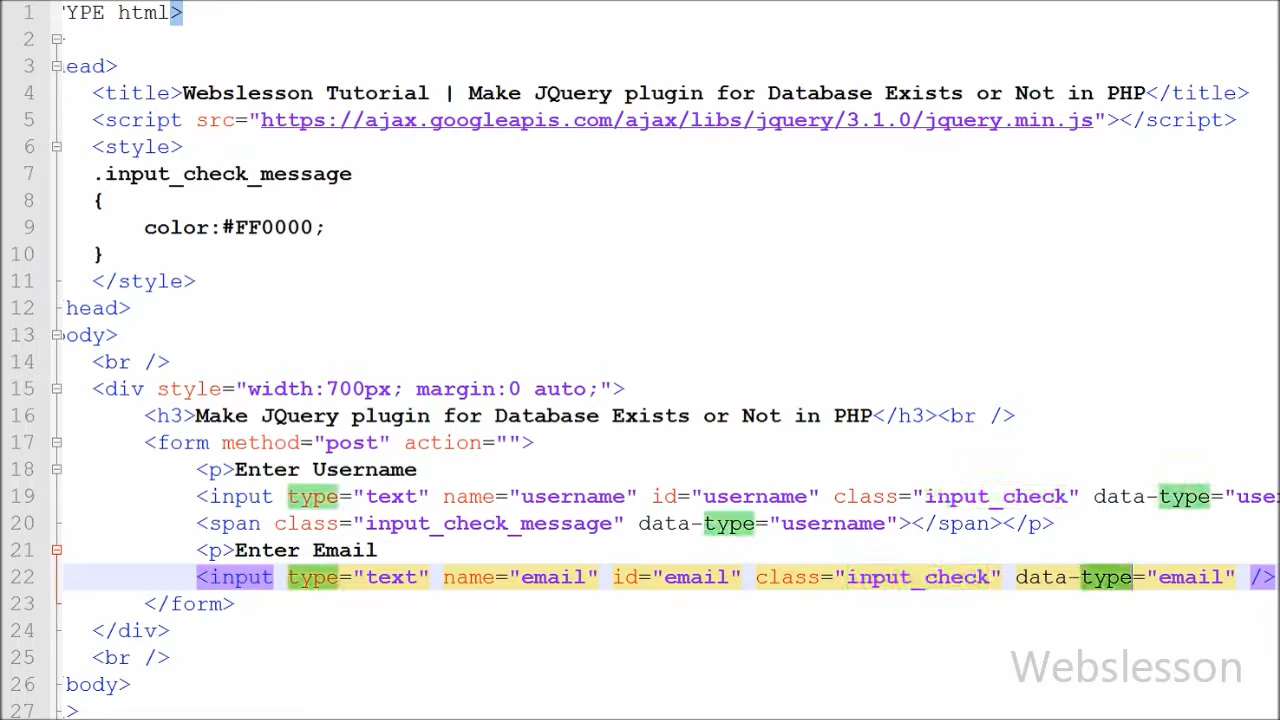 1 YPE html>
2
3 ead>
4 <title>Webslesson Tutorial | Make JQuery plugin for Database Exists or Not in PHP</title>
5 <script src="https://ajax.googleapis.com/ajax/libs/jquery/3.1.0/jquery.min.js"></script>
6 <style>
7 .input_check_message
8 {
9 color:#FF0000;
10 }
11 </style>
12 head>
13 ody>
14 <br />
15 <div style="width:700px; margin:0 auto;">
16 <h3>Make JQuery plugin for Database Exists or Not in PHP</h3><br />
17 <form method="post" action="">
18 <p>Enter Username
19 <input type="text" name="username" id="username" class="input_check" data-type="use
20 <span class="input_check_message" data-type="username"></span></p>
21 <p>Enter Email
22 <input type="text" name="email" id="email" class="input_check" data-type="email" />
23 </form>
24 </div>
25 <br />
26 body>
27 >
Webslesson